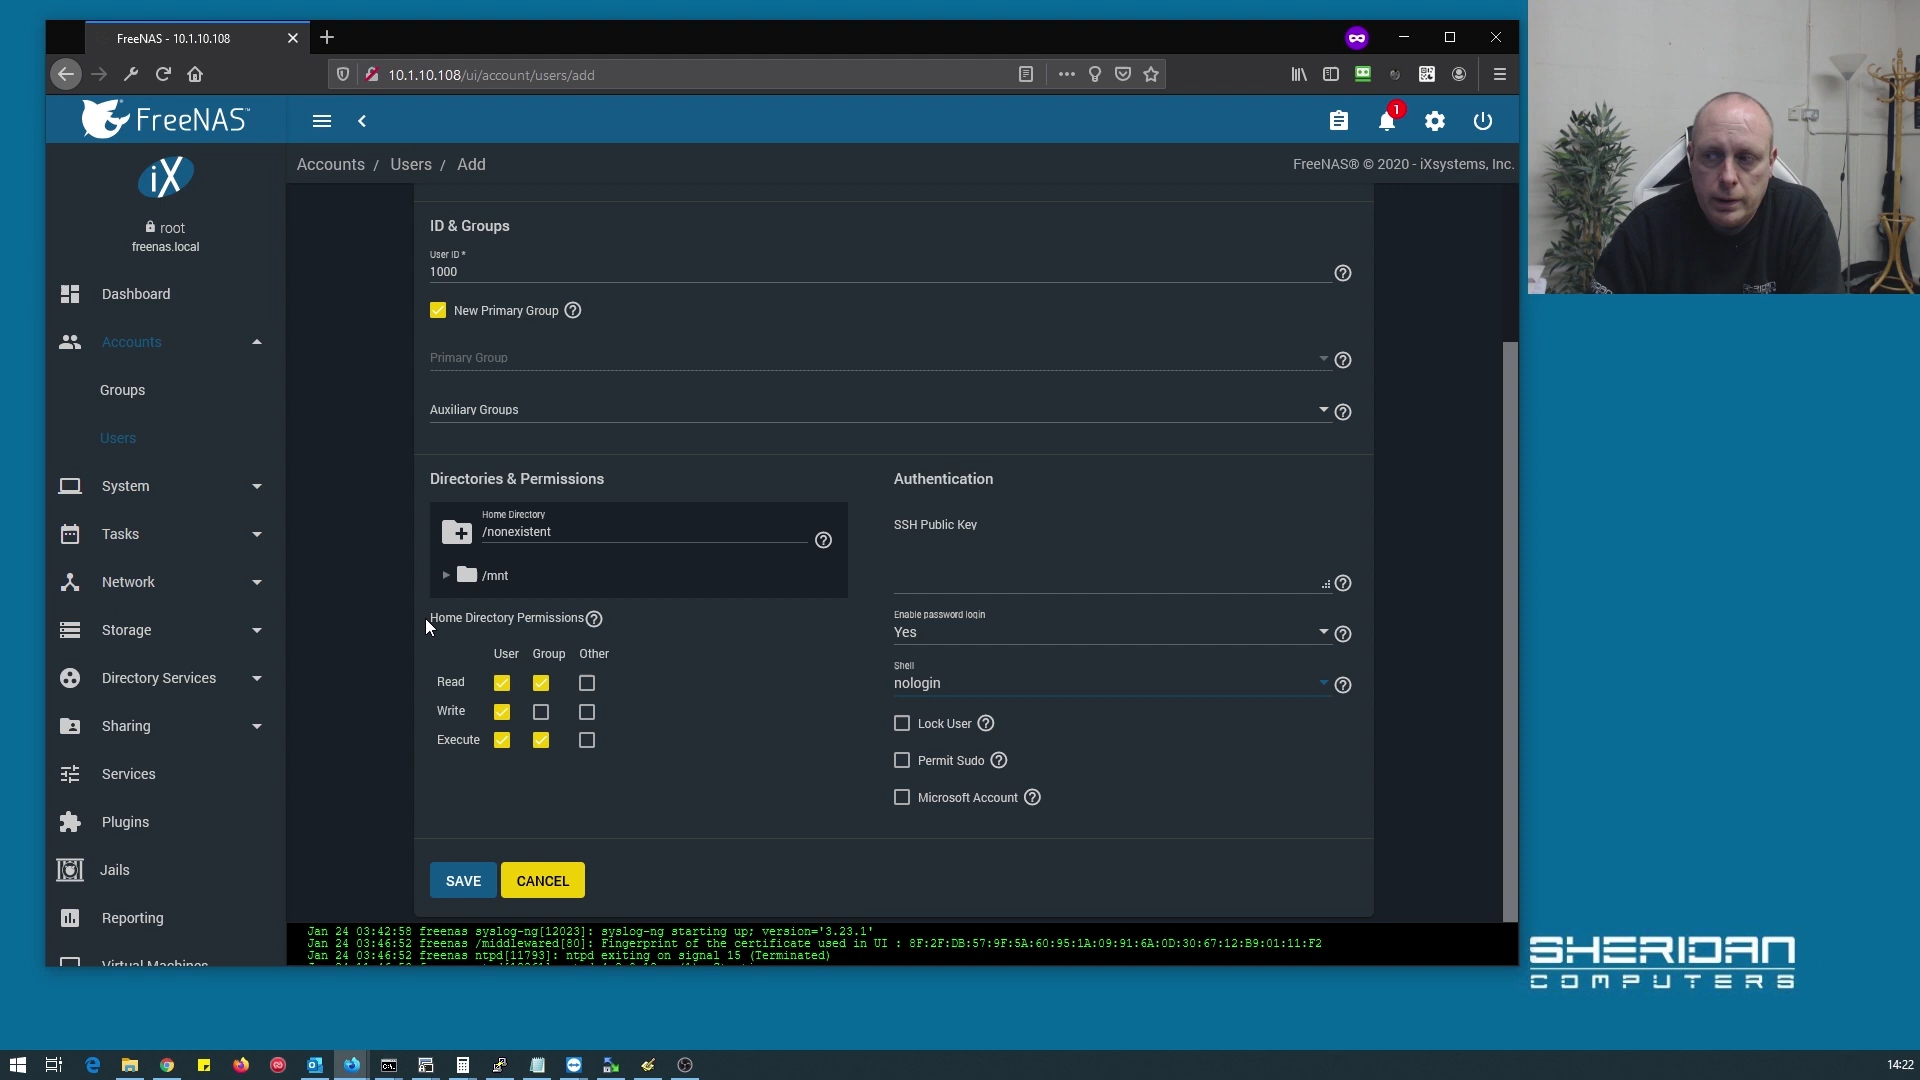 FreeNAS - 10.1.10.108
10.1.10.108/ui/account/users/add
FreeNAS™
1
Accounts / Users / Add
FreeNAS® © 2020 - iXsystems, Inc.
iX
root
freenas.local
Dashboard
Accounts
Groups
Users
System
Tasks
Network
Storage
Directory Services
Sharing
Services
Plugins
Jails
Reporting
Virtual Machines
ID & Groups
User ID *
1000
New Primary Group
Primary Group
Auxiliary Groups
Directories & Permissions
Home Directory
/nonexistent
/mnt
Home Directory Permissions
User Group Other
Read
Write
Execute
Authentication
SSH Public Key
Enable password login
Yes
Shell
nologin
Lock User
Permit Sudo
Microsoft Account
SAVE
CANCEL
Jan 24 03:42:58 freenas syslog-ng[12023]: syslog-ng starting up; version='3.23.1'
Jan 24 03:46:52 freenas /middlewared[80]: Fingerprint of the certificate used in UI : 8F:2F:DB:57:9F:5A:60:95:1A:09:91:6A:0D:30:67:12:B9:01:11:F2
Jan 24 03:46:52 freenas ntpd[11793]: ntpd exiting on signal 15 (Terminated)
SHERIDAN
COMPUTERS
14:22